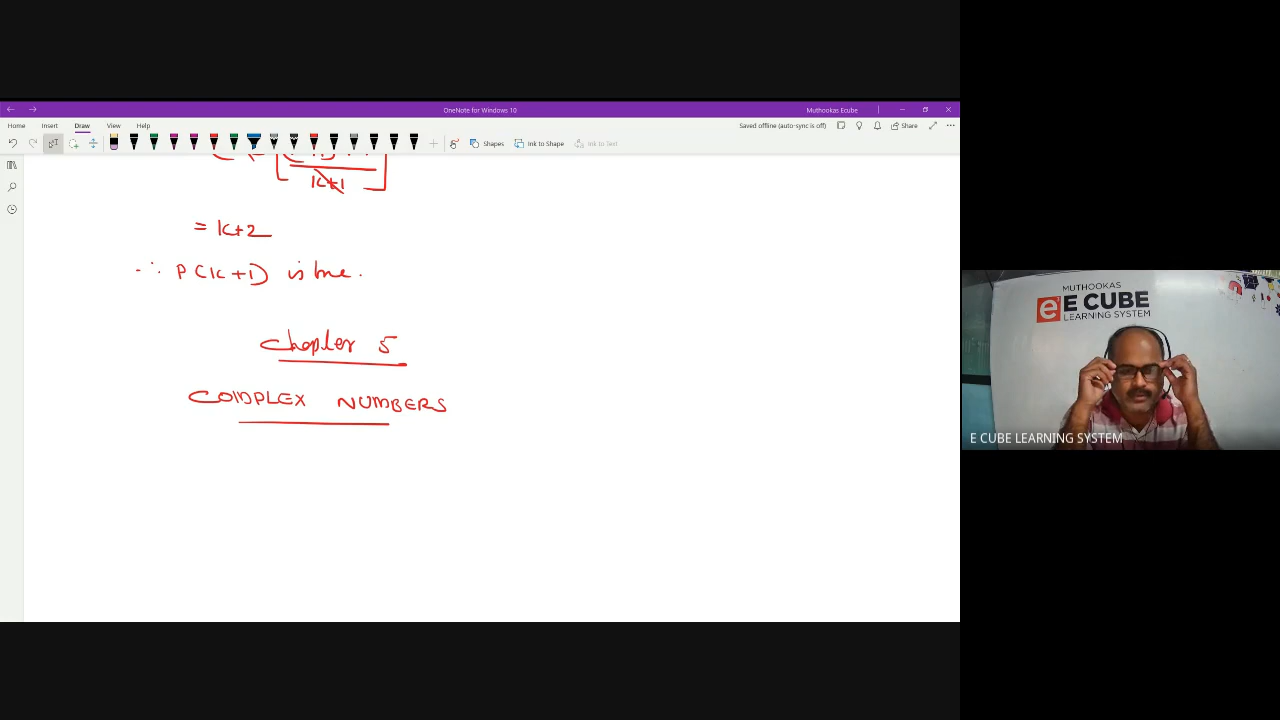 OneNote for Windows 10
Muthookas Ecube
Home Insert Draw View Help
Saved offline (auto-sync is off)
Share
Shapes
Ink to Shape
Ink to Text
K+1
= K+2
∴ P(K+1) is true.
Chapter 5
COMPLEX NUMBERS
MUTHOOKAS
e E CUBE
LEARNING SYSTEM
E CUBE LEARNING SYSTEM